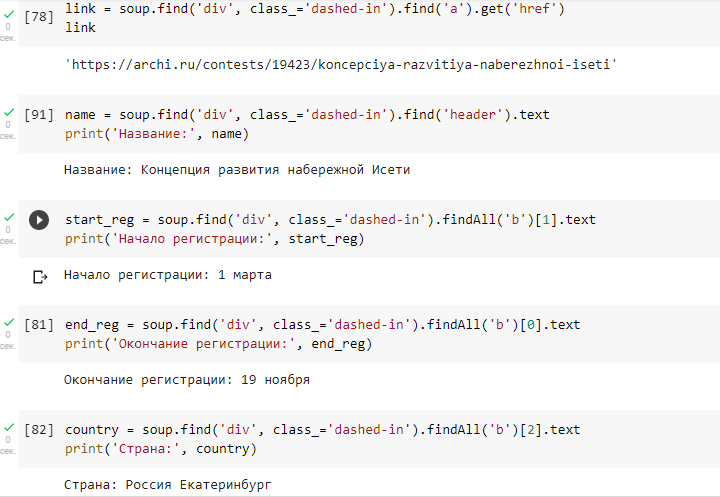 link = soup.find('div', class_='dashed-in').find('a').get('href')
[78]
link
0
сек.
'https://archi.ru/contests/19423/koncepciya-razvitiya-naberezhnoi-iseti'
[91] name = soup.find('div', class_='dashed-in').find('header').text
0
print('Название:', name)
сек.
Название: Концепция развития набережной Исети
start_reg = soup.find('div', class_='dashed-in').findAll('b')[1].text
0
print('Начало регистрации:', start_reg)
сек.
Начало регистрации: 1 марта
[81] end_reg = soup.find('div', class_='dashed-in').findAll('b')[0].text
0
print('Окончание регистрации:', end_reg)
сек.
Окончание регистрации: 19 ноября
[82] country = soup.find('div', class_='dashed-in').findAll('b')[2].text
0
print('Страна:', country)
сек.
Страна: Россия Екатеринбург